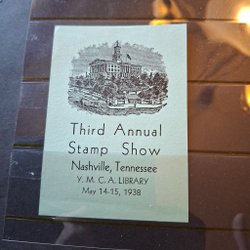 Third Annual
Stamp Show
Nashville, Tennessee
Y. M. C. A. LIBRARY
May 14-15, 1938